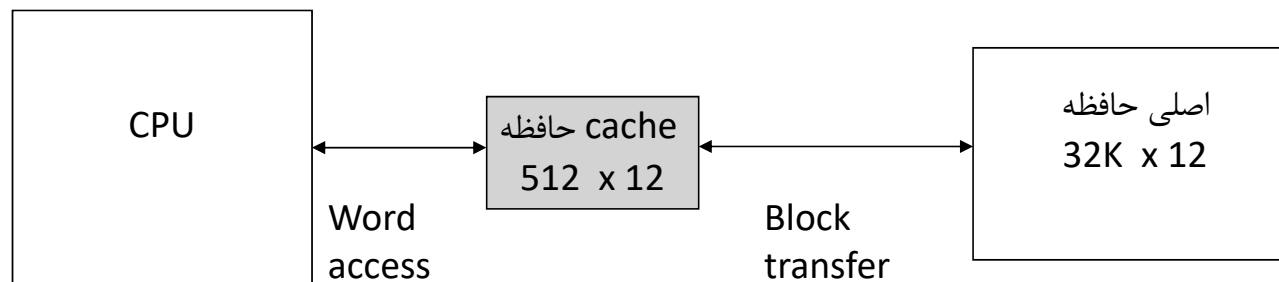 CPU
حافظه cache
512 x 12
اصلی حافظه
32K x 12
Word
access
Block
transfer